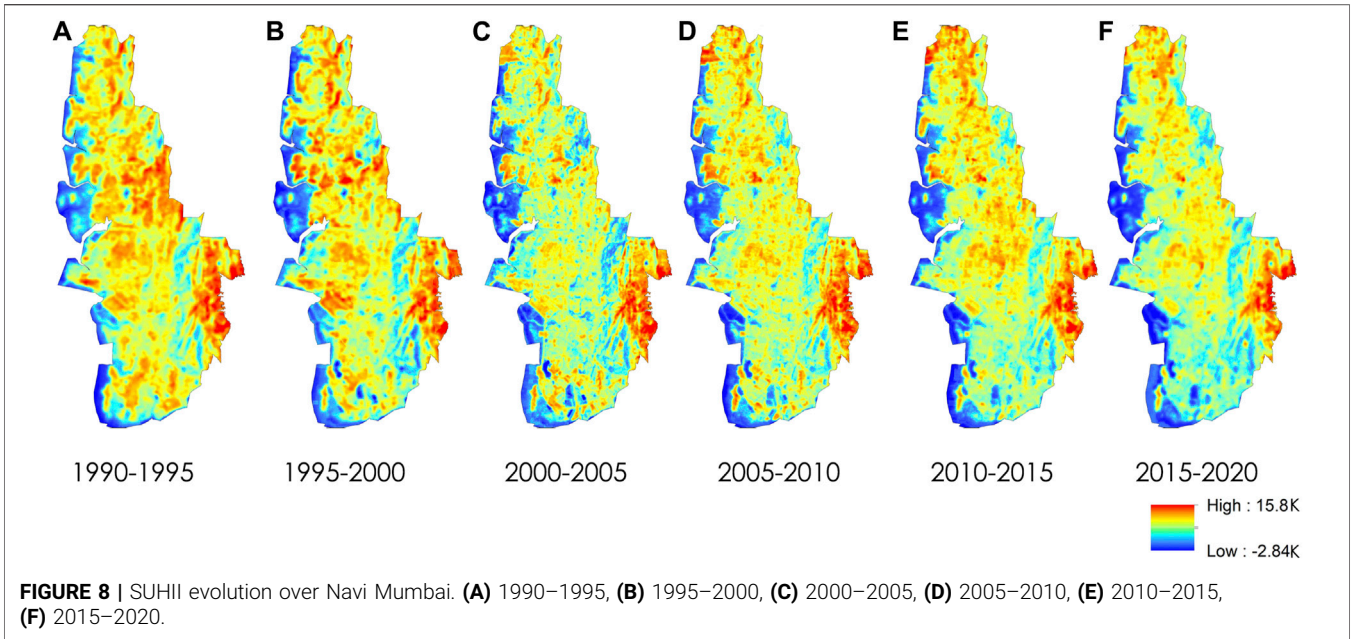 A B C D E F
1990-1995 1995-2000 2000-2005 2005-2010 2010-2015 2015-2020
High : 15.8K
Low : -2.84K
FIGURE 8 | SUHII evolution over Navi Mumbai. (A) 1990–1995, (B) 1995–2000, (C) 2000–2005, (D) 2005–2010, (E) 2010–2015,
(F) 2015–2020.